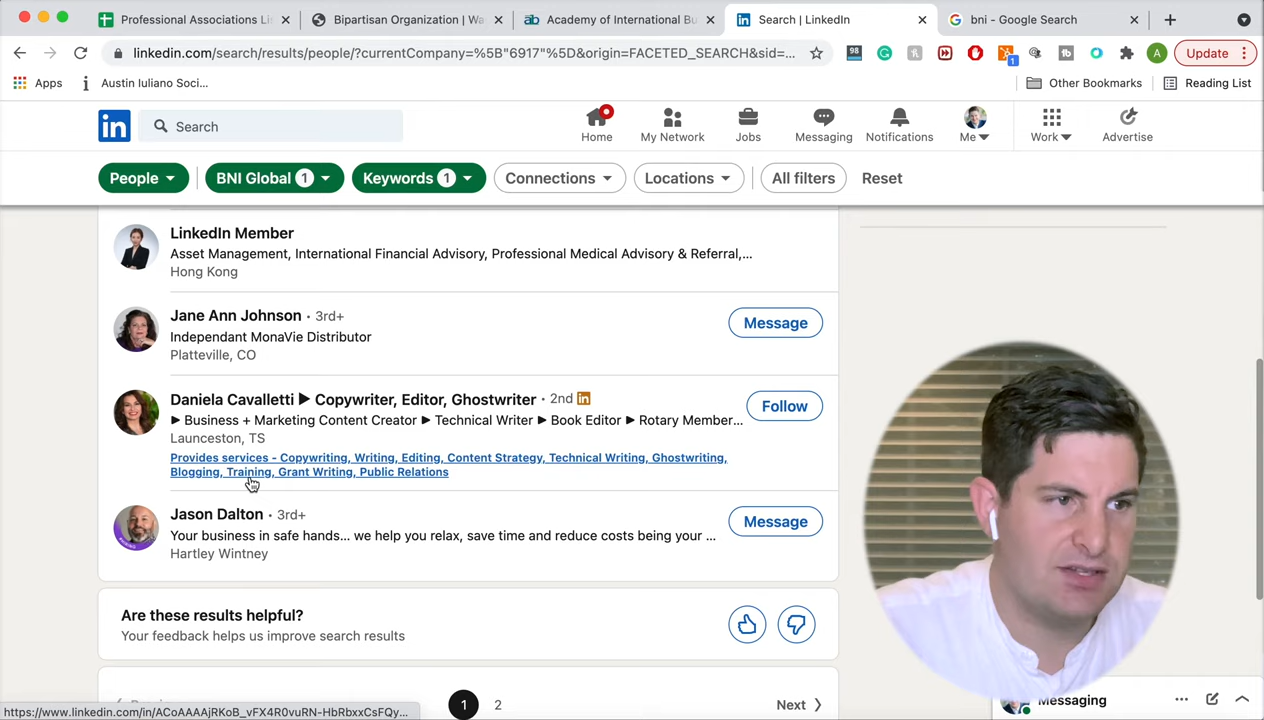 Professional Associations Lis
Bipartisan Organization | Wa
ab Academy of International Bu
in Search | LinkedIn
bni - Google Search
linkedin.com/search/results/people/?currentCompany=%5B"6917"%5D&origin=FACETED_SEARCH&sid=...
98
1
A
Update
Apps
Austin Iuliano Soci...
Other Bookmarks
Reading List
in
Search
Home
My Network
Jobs
Messaging
Notifications
Me
Work
Advertise
People
BNI Global 1
Keywords 1
Connections
Locations
All filters
Reset
LinkedIn Member
Asset Management, International Financial Advisory, Professional Medical Advisory & Referral,...
Hong Kong
Jane Ann Johnson • 3rd+
Independant MonaVie Distributor
Platteville, CO
Message
Daniela Cavalletti ▶ Copywriter, Editor, Ghostwriter • 2nd in
▶ Business + Marketing Content Creator ▶ Technical Writer ▶ Book Editor ▶ Rotary Member...
Launceston, TS
Provides services - Copywriting, Writing, Editing, Content Strategy, Technical Writing, Ghostwriting,
Blogging, Training, Grant Writing, Public Relations
Follow
Jason Dalton • 3rd+
Your business in safe hands... we help you relax, save time and reduce costs being your ...
Hartley Wintney
Message
Are these results helpful?
Your feedback helps us improve search results
1
2
Next
Messaging